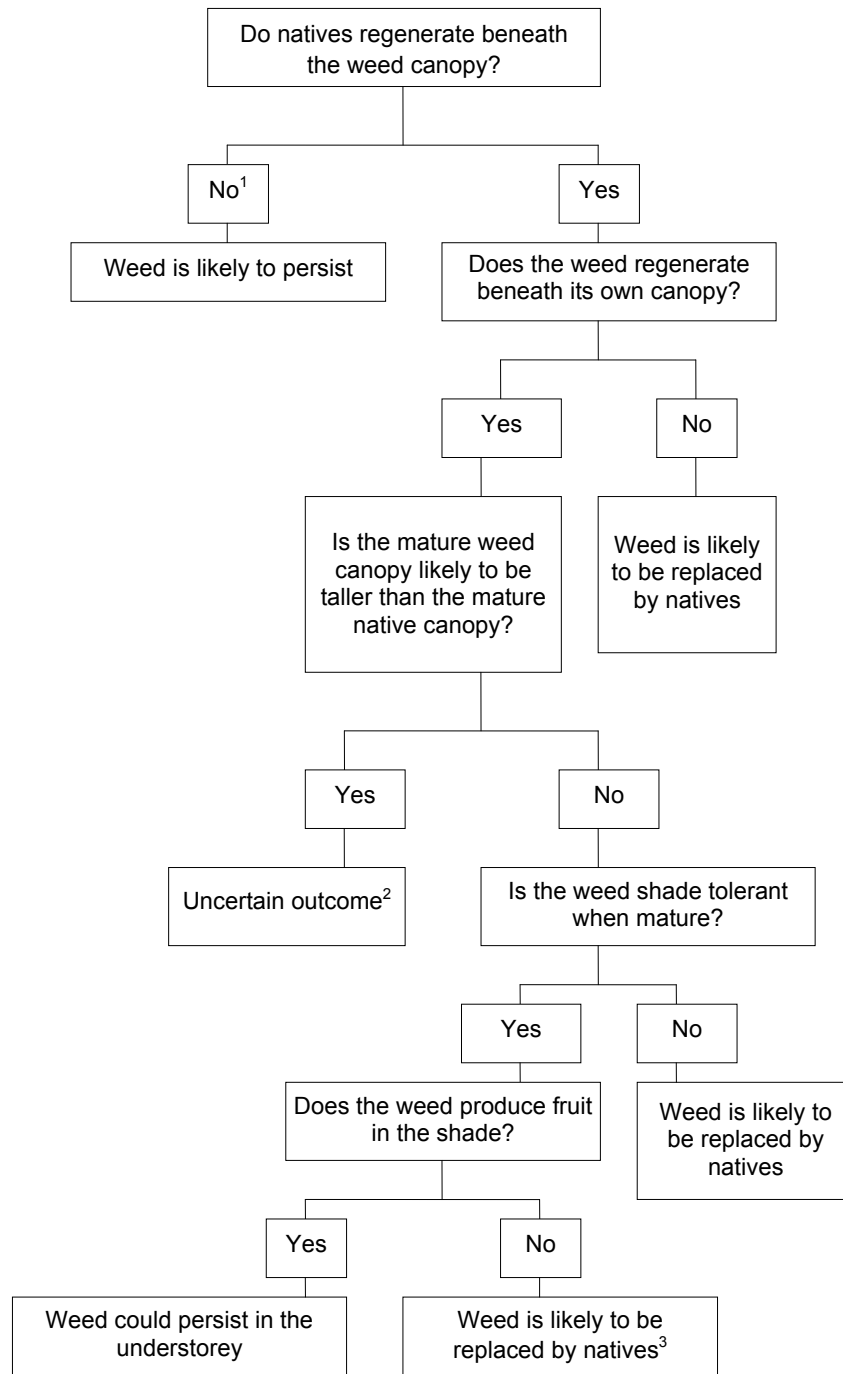 Do natives regenerate beneath
the weed canopy?
No¹
Yes
Weed is likely to persist
Does the weed regenerate
beneath its own canopy?
Yes
No
Is the mature weed
canopy likely to be
taller than the mature
native canopy?
Weed is likely
to be replaced
by natives
Yes
No
Uncertain outcome²
Is the weed shade tolerant
when mature?
Yes
No
Does the weed produce fruit
in the shade?
Weed is likely to
be replaced by
natives
Yes
No
Weed could persist in the
understorey
Weed is likely to be
replaced by natives³